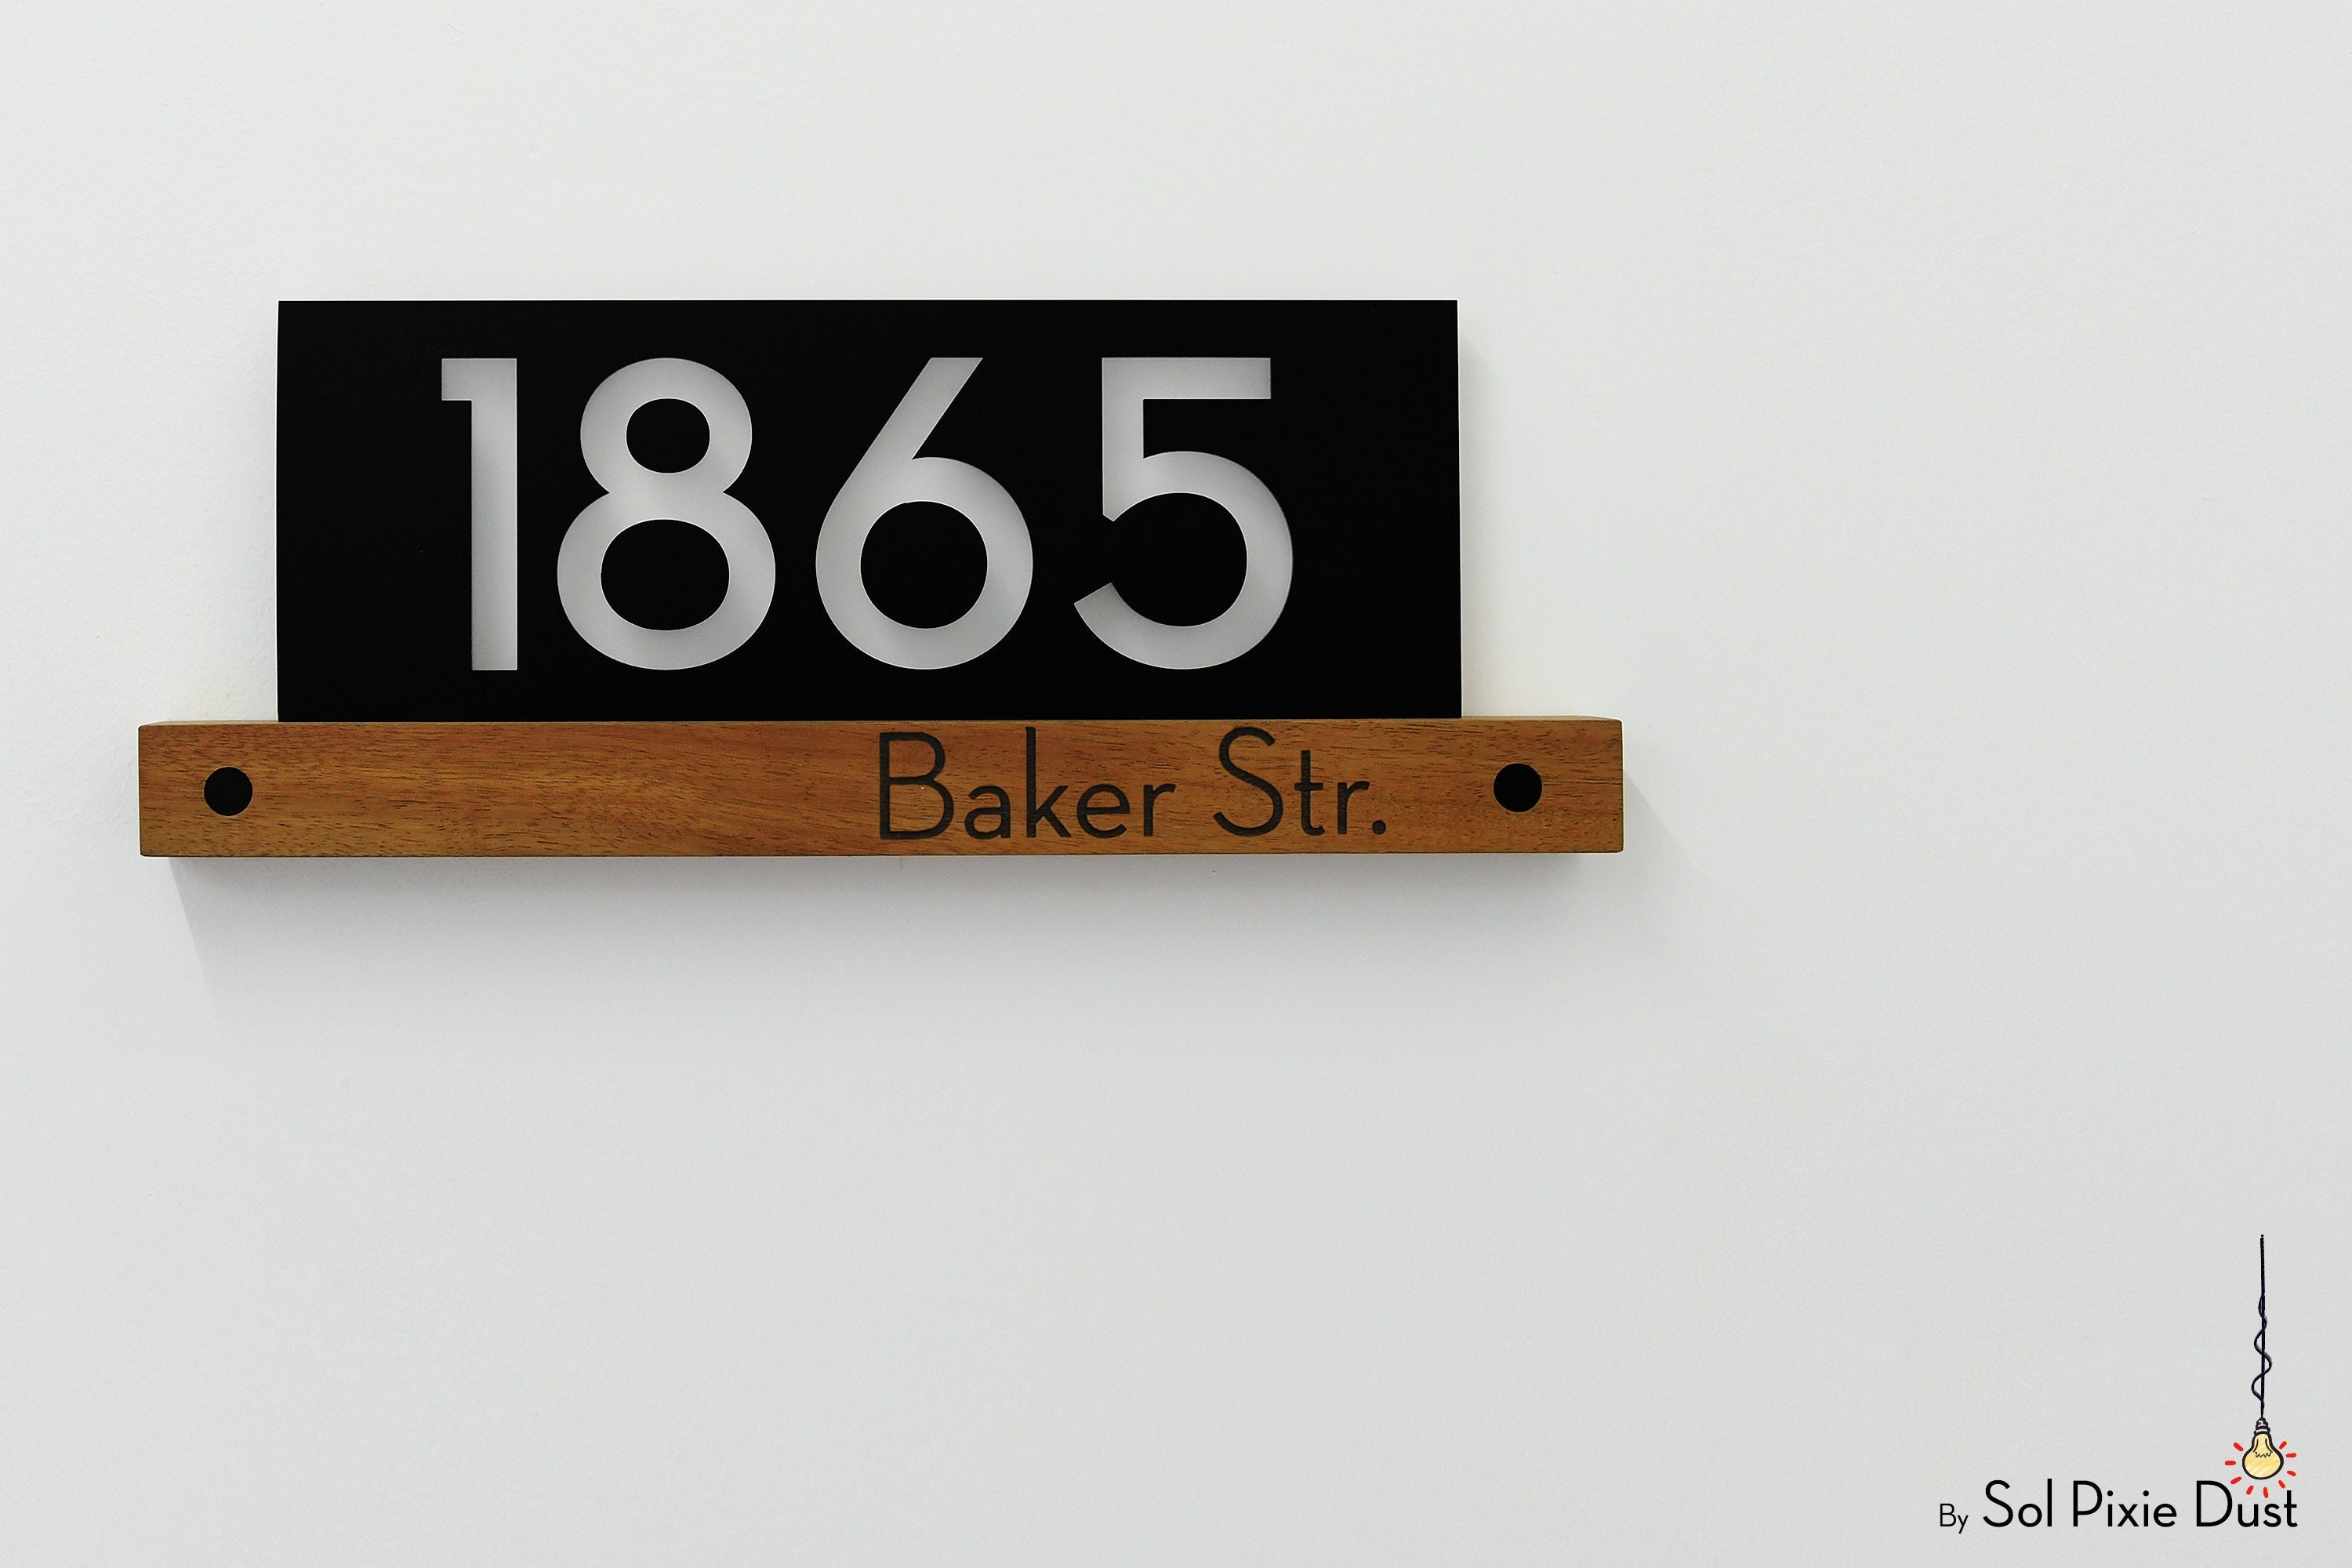 1865
Baker Str.
By Sol Pixie Dust